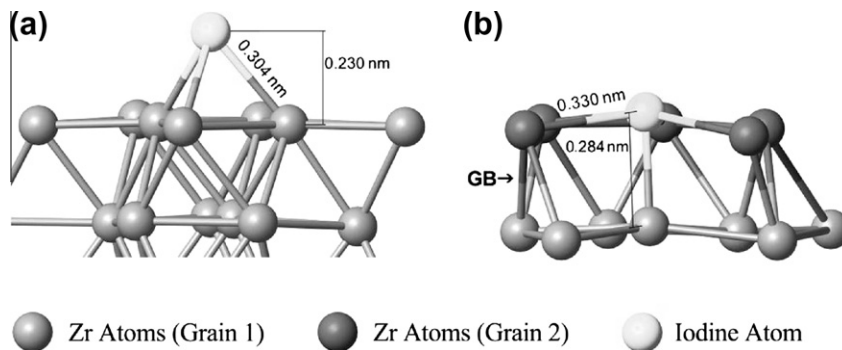 (a)
0.304 nm
0.230 nm
(b)
0.330 nm
0.284 nm
GB→
Zr Atoms (Grain 1)
Zr Atoms (Grain 2)
Iodine Atom